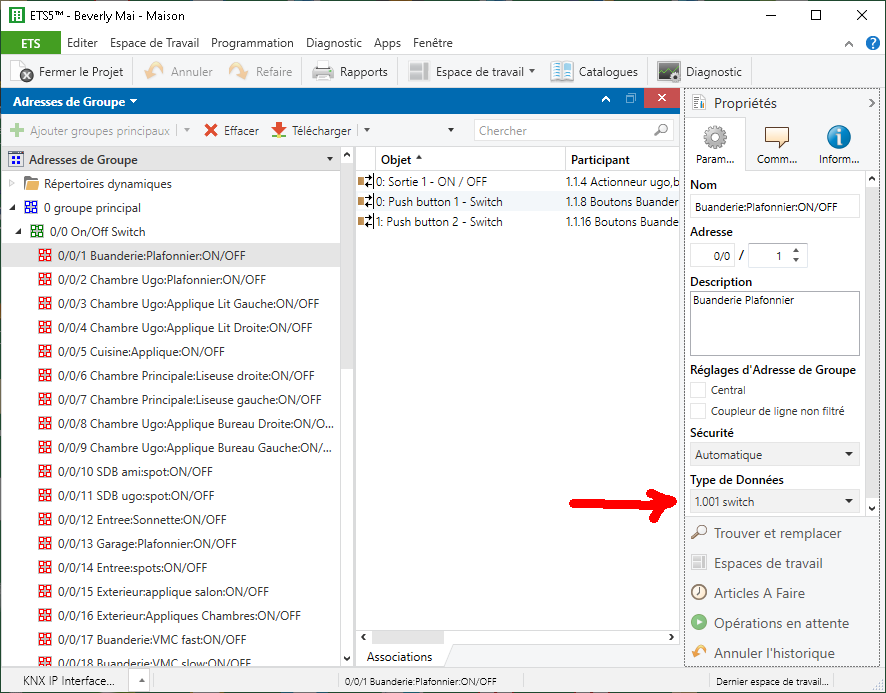 ETS5™ - Beverly Mai - Maison
ETS Editer Espace de Travail Programmation Diagnostic Apps Fenêtre
Fermer le Projet Annuler Refaire Rapports Espace de travail Catalogues Diagnostic
Adresses de Groupe
Ajouter groupes principaux Effacer Télécharger Chercher
Adresses de Groupe
Répertoires dynamiques
0 groupe principal
0/0 On/Off Switch
0/0/1 Buanderie:Plafonnier:ON/OFF
0/0/2 Chambre Ugo:Plafonnier:ON/OFF
0/0/3 Chambre Ugo:Applique Lit Gauche:ON/OFF
0/0/4 Chambre Ugo:Applique Lit Droite:ON/OFF
0/0/5 Cuisine:Applique:ON/OFF
0/0/6 Chambre Principale:Liseuse droite:ON/OFF
0/0/7 Chambre Principale:Liseuse gauche:ON/OFF
0/0/8 Chambre Ugo:Applique Bureau Droite:ON/O...
0/0/9 Chambre Ugo:Applique Bureau Gauche:ON/...
0/0/10 SDB ami:spot:ON/OFF
0/0/11 SDB ugo:spot:ON/OFF
0/0/12 Entree:Sonnette:ON/OFF
0/0/13 Garage:Plafonnier:ON/OFF
0/0/14 Entree:spots:ON/OFF
0/0/15 Exterieur:applique salon:ON/OFF
0/0/16 Exterieur:Appliques Chambres:ON/OFF
0/0/17 Buanderie:VMC fast:ON/OFF
0/0/18 Buanderie:VMC slow:ON/OFF
Objet Participant
0: Sortie 1 - ON / OFF 1.1.4 Actionneur ugo,b
0: Push button 1 - Switch 1.1.8 Boutons Buander
1: Push button 2 - Switch 1.1.16 Boutons Buande
Associations
Propriétés
Param... Comm... Inform...
Nom
Buanderie:Plafonnier:ON/OFF
Adresse
0/0 / 1
Description
Buanderie Plafonnier
Réglages d'Adresse de Groupe
Central
Coupleur de ligne non filtré
Sécurité
Automatique
Type de Données
1.001 switch
Trouver et remplacer
Espaces de travail
Articles A Faire
Opérations en attente
Annuler l'historique
KNX IP Interface... 0/0/1 Buanderie:Plafonnier:ON/OFF Dernier espace de travail...